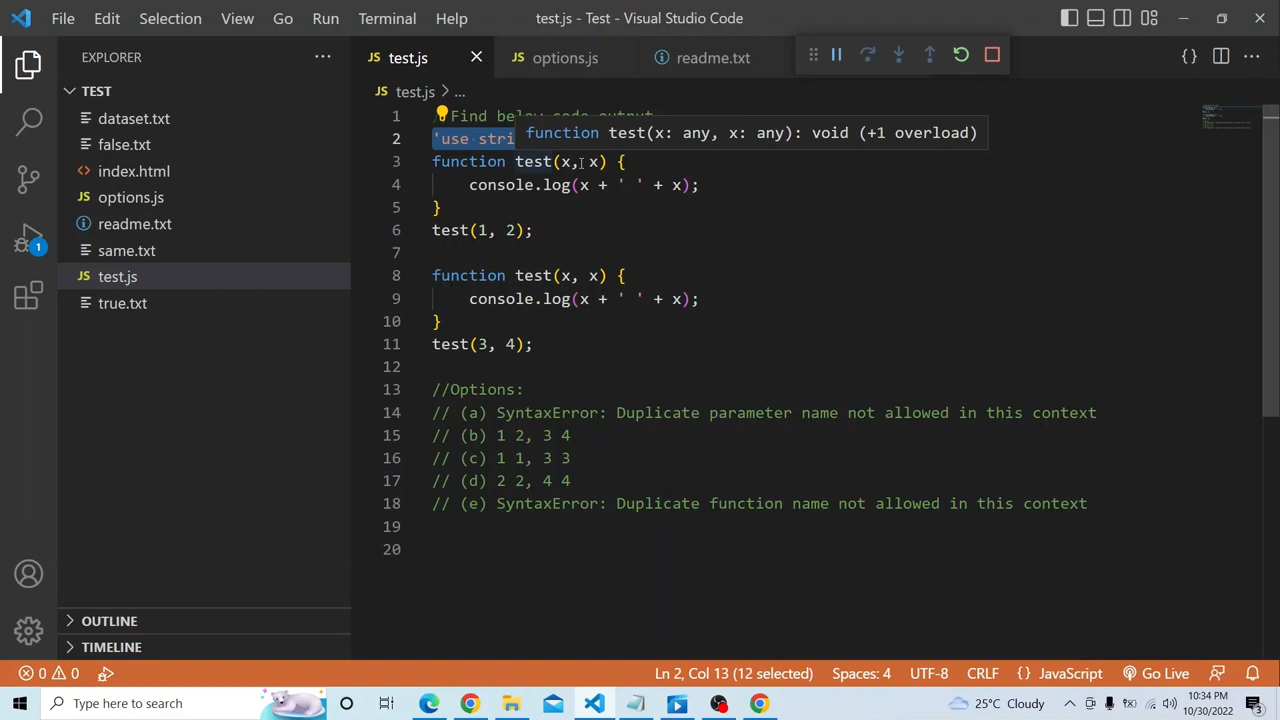 File Edit Selection View Go Run Terminal Help test.js - Test - Visual Studio Code
EXPLORER
TEST
dataset.txt
false.txt
index.html
options.js
readme.txt
same.txt
JS test.js
true.txt
OUTLINE
TIMELINE
JS test.js JS options.js readme.txt
JS test.js > ...
1 Find below code output
2 'use stri
function test(x: any, x: any): void (+1 overload)
3 function test(x, x) {
4 console.log(x + ' ' + x);
5 }
6 test(1, 2);
7
8 function test(x, x) {
9 console.log(x + ' ' + x);
10 }
11 test(3, 4);
12
13 //Options:
14 // (a) SyntaxError: Duplicate parameter name not allowed in this context
15 // (b) 1 2, 3 4
16 // (c) 1 1, 3 3
17 // (d) 2 2, 4 4
18 // (e) SyntaxError: Duplicate function name not allowed in this context
19
20
0 0 Ln 2, Col 13 (12 selected) Spaces: 4 UTF-8 CRLF {} JavaScript Go Live
Type here to search 25°C Cloudy 10:34 PM
10/30/2022 3